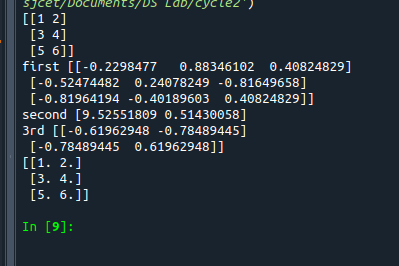 sjcet/Documents/DS Lab/cycle2')
[[1 2]
 [3 4]
 [5 6]]
first [[-0.2298477   0.88346102  0.40824829]
 [-0.52474482  0.24078249 -0.81649658]
 [-0.81964194 -0.40189603  0.40824829]]
second [9.52551809 0.51430058]
3rd [[-0.61962948 -0.78489445]
 [-0.78489445  0.61962948]]
[[1. 2.]
 [3. 4.]
 [5. 6.]]
In [9]: